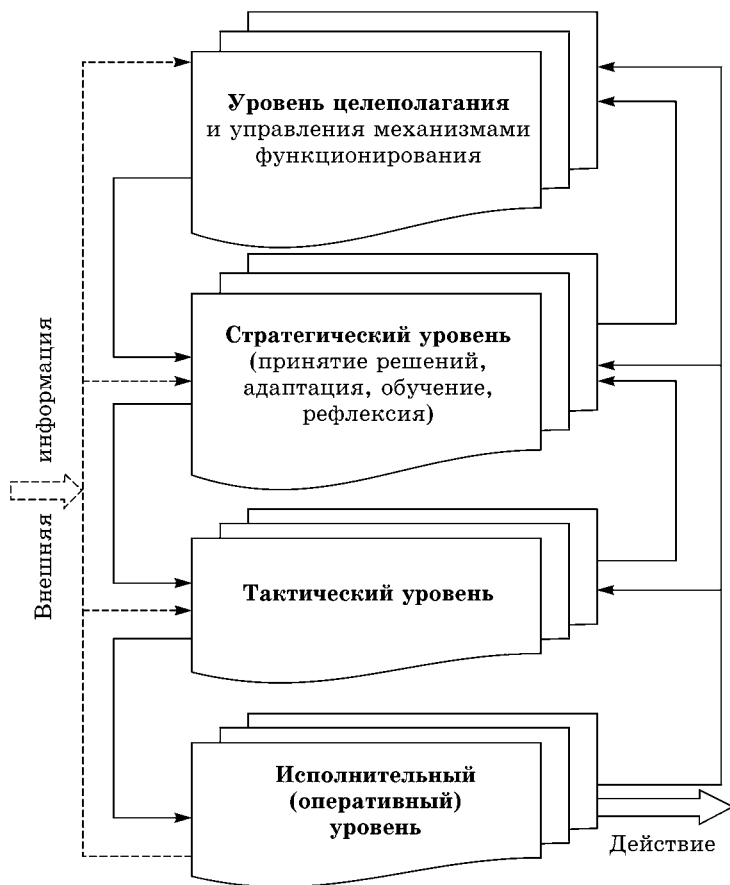 Уровень целеполагания
и управления механизмами
функционирования
Стратегический уровень
(принятие решений,
адаптация, обучение,
рефлексия)
Внешняя информация
Тактический уровень
Исполнительный
(оперативный)
уровень
Действие